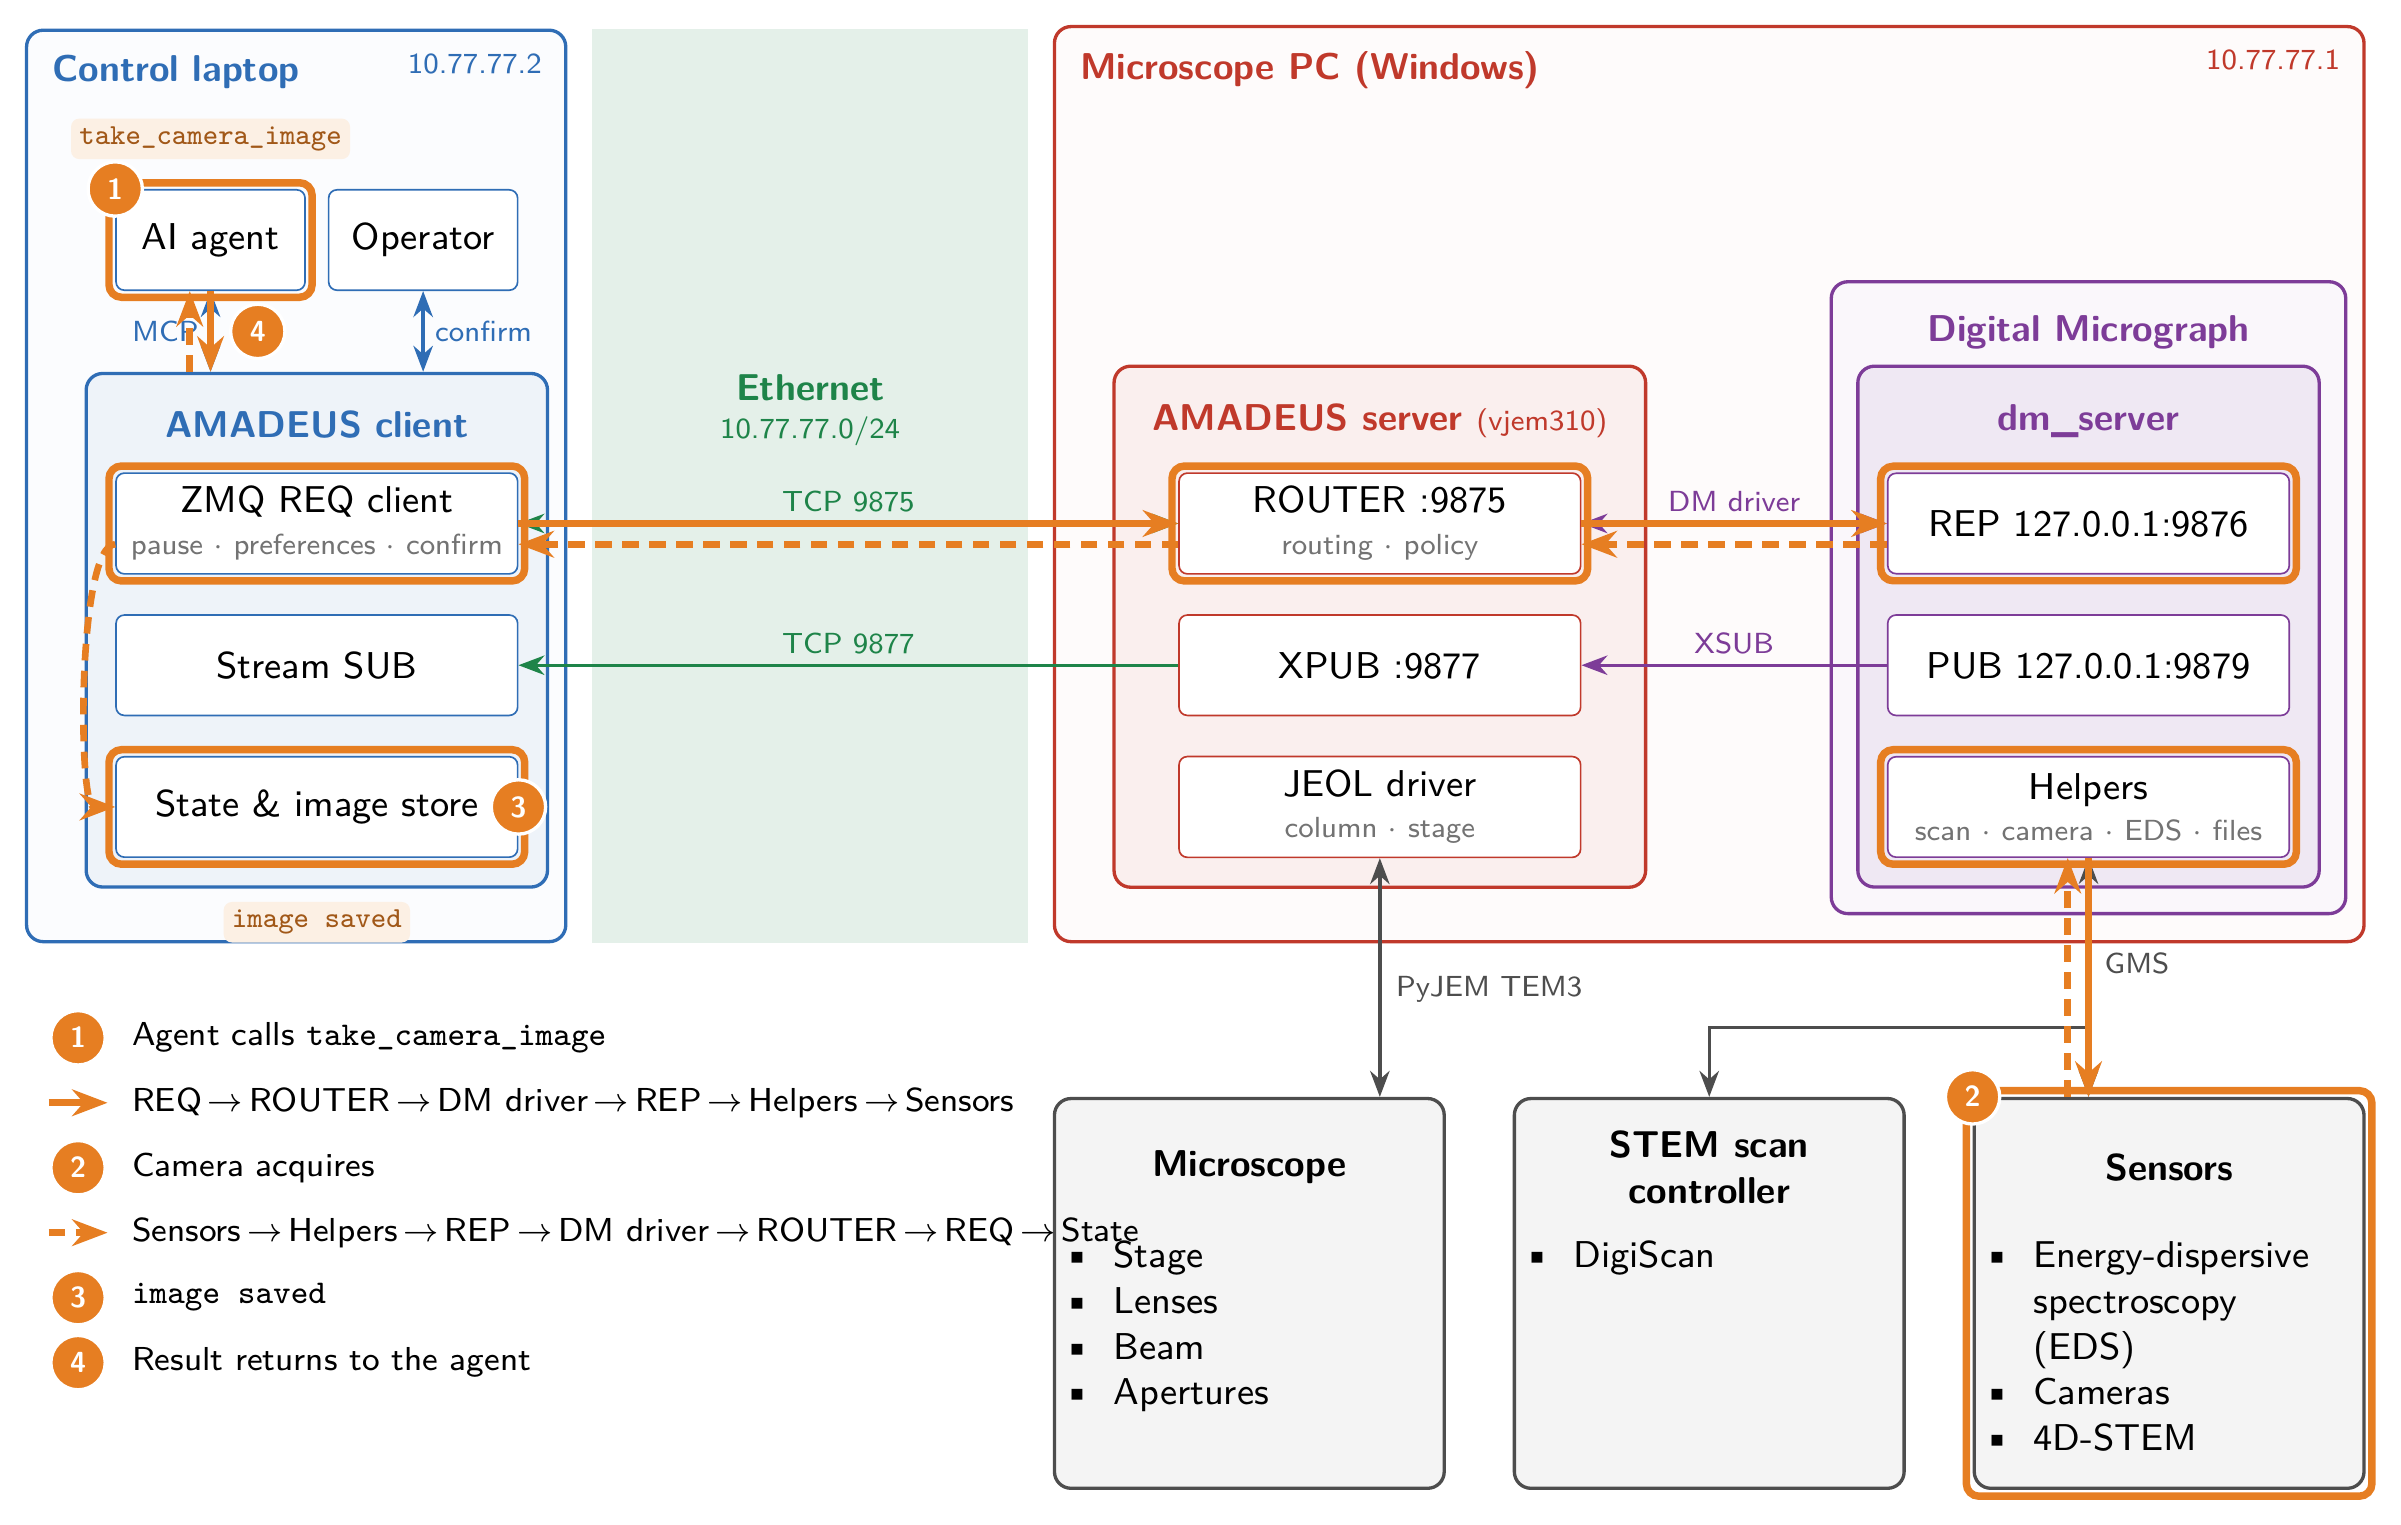 Control laptop
10.77.77.2
take_camera_image
1
AI agent
Operator
MCP
4
confirm
AMADEUS client
ZMQ REQ client
pause · preferences · confirm
Stream SUB
State & image store
3
image saved
Ethernet
10.77.77.0/24
TCP 9875
TCP 9877
Microscope PC (Windows)
10.77.77.1
AMADEUS server (vjem310)
ROUTER :9875
routing · policy
XPUB :9877
JEOL driver
column · stage
DM driver
XSUB
Digital Micrograph
dm_server
REP 127.0.0.1:9876
PUB 127.0.0.1:9879
Helpers
scan · camera · EDS · files
PyJEM TEM3
GMS
1 Agent calls take_camera_image
REQ→ROUTER→DM driver→REP→Helpers→Sensors
2 Camera acquires
Sensors→Helpers→REP→DM driver→ROUTER→REQ→State
3 image saved
4 Result returns to the agent
Microscope
▪ Stage
▪ Lenses
▪ Beam
▪ Apertures
STEM scan
controller
▪ DigiScan
2
Sensors
▪ Energy-dispersive
spectroscopy
(EDS)
▪ Cameras
▪ 4D-STEM